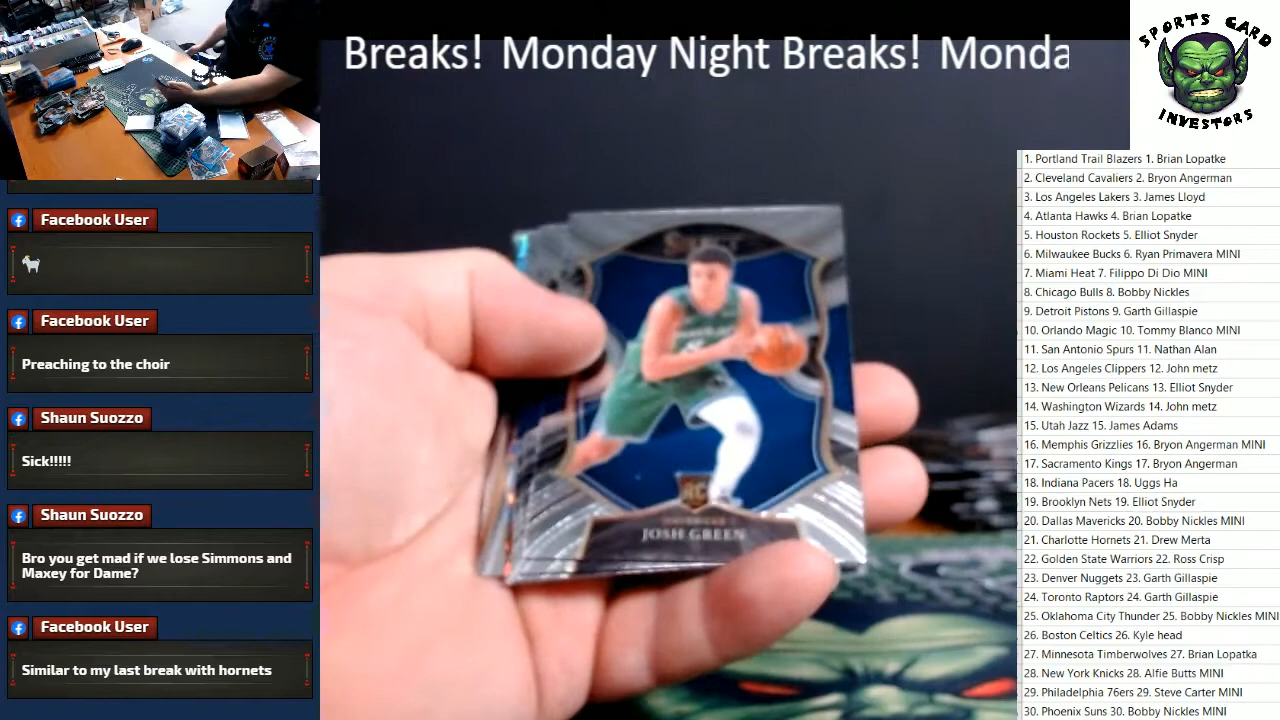 Breaks! Monday Night Breaks! Monda
SPORTS CARD
INVESTORS
Facebook User
Facebook User
Preaching to the choir
Shaun Suozzo
Sick!!!!!
Shaun Suozzo
Bro you get mad if we lose Simmons and
Maxey for Dame?
Facebook User
Similar to my last break with hornets
RC
JOSH GREEN
1. Portland Trail Blazers 1. Brian Lopatke
2. Cleveland Cavaliers 2. Bryon Angerman
3. Los Angeles Lakers 3. James Lloyd
4. Atlanta Hawks 4. Brian Lopatke
5. Houston Rockets 5. Elliot Snyder
6. Milwaukee Bucks 6. Ryan Primavera MINI
7. Miami Heat 7. Filippo Di Dio MINI
8. Chicago Bulls 8. Bobby Nickles
9. Detroit Pistons 9. Garth Gillaspie
10. Orlando Magic 10. Tommy Blanco MINI
11. San Antonio Spurs 11. Nathan Alan
12. Los Angeles Clippers 12. John metz
13. New Orleans Pelicans 13. Elliot Snyder
14. Washington Wizards 14. John metz
15. Utah Jazz 15. James Adams
16. Memphis Grizzlies 16. Bryon Angerman MINI
17. Sacramento Kings 17. Bryon Angerman
18. Indiana Pacers 18. Uggs Ha
19. Brooklyn Nets 19. Elliot Snyder
20. Dallas Mavericks 20. Bobby Nickles MINI
21. Charlotte Hornets 21. Drew Merta
22. Golden State Warriors 22. Ross Crisp
23. Denver Nuggets 23. Garth Gillaspie
24. Toronto Raptors 24. Garth Gillaspie
25. Oklahoma City Thunder 25. Bobby Nickles MINI
26. Boston Celtics 26. Kyle head
27. Minnesota Timberwolves 27. Brian Lopatka
28. New York Knicks 28. Alfie Butts MINI
29. Philadelphia 76ers 29. Steve Carter MINI
30. Phoenix Suns 30. Bobby Nickles MINI